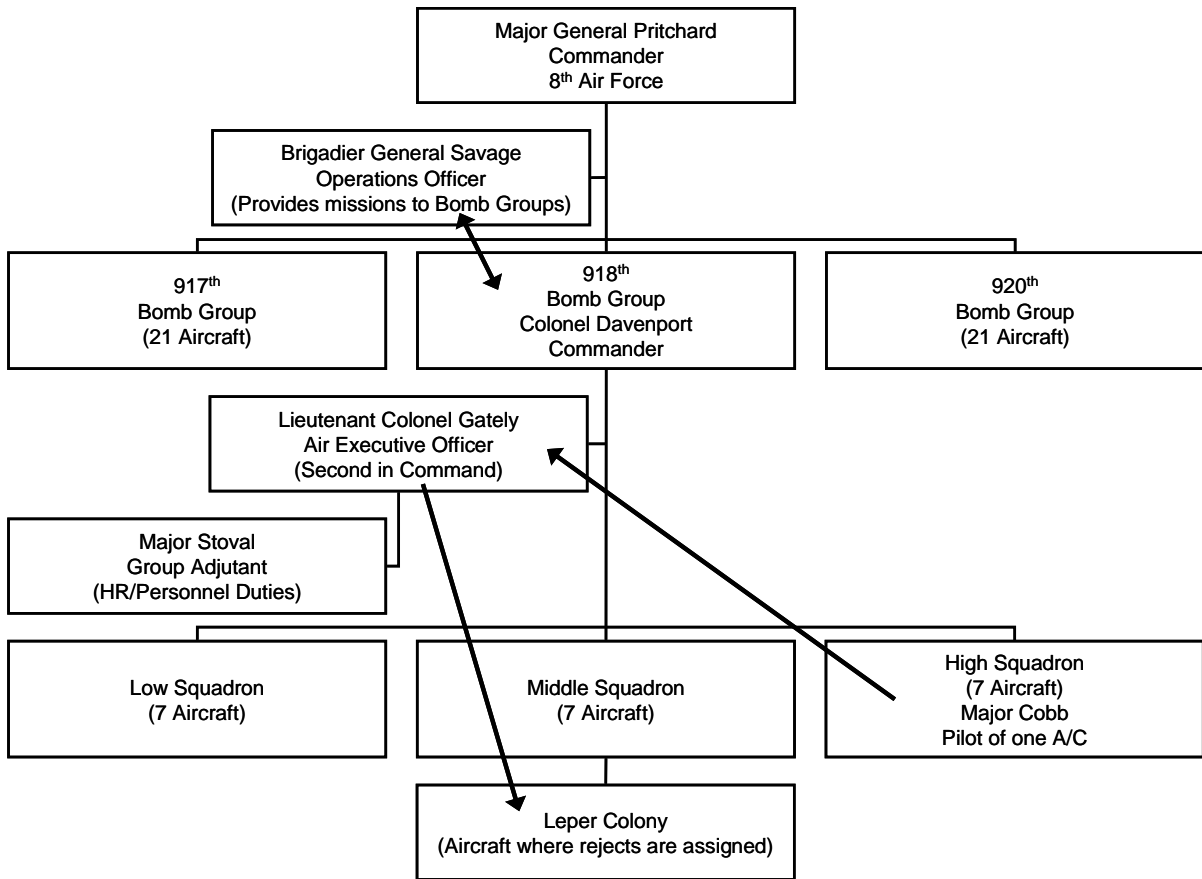 Major General Pritchard
Commander
8th Air Force
Brigadier General Savage
Operations Officer
(Provides missions to Bomb Groups)
917th
Bomb Group
(21 Aircraft)
918th
Bomb Group
Colonel Davenport
Commander
920th
Bomb Group
(21 Aircraft)
Lieutenant Colonel Gately
Air Executive Officer
(Second in Command)
Major Stoval
Group Adjutant
(HR/Personnel Duties)
Low Squadron
(7 Aircraft)
Middle Squadron
(7 Aircraft)
High Squadron
(7 Aircraft)
Major Cobb
Pilot of one A/C
Leper Colony
(Aircraft where rejects are assigned)